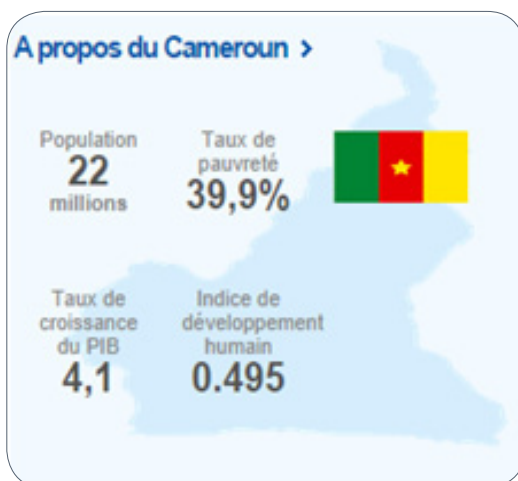 A propos du Cameroun >
Population
22
millions
Taux de
pauvreté
39,9%
Taux de
croissance
du PIB
4,1
Indice de
développement
humain
0.495